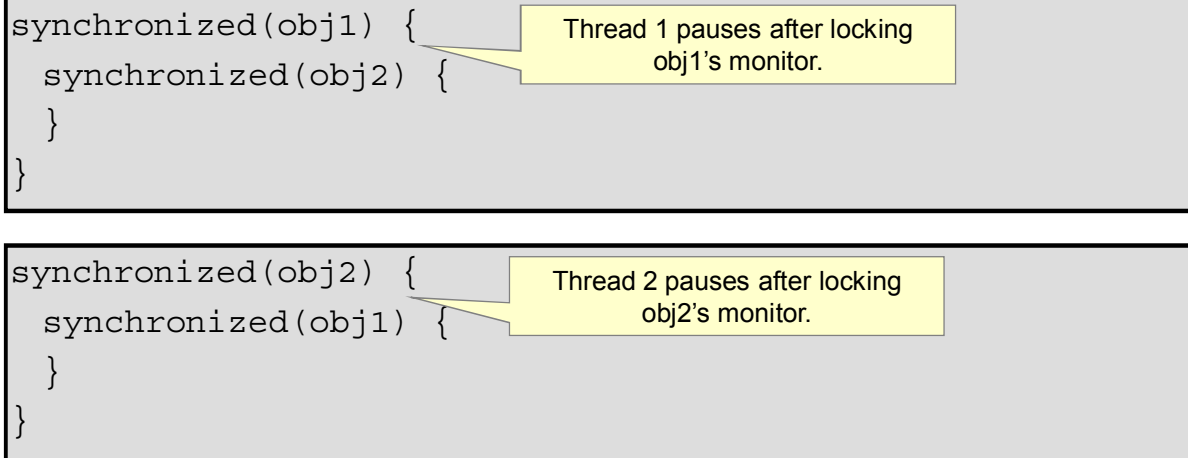 synchronized(obj1) {
Thread 1 pauses after locking
obj1's monitor.
synchronized(obj2) {
}
}
synchronized(obj2) {
Thread 2 pauses after locking
obj2's monitor.
synchronized(obj1) {
}
}